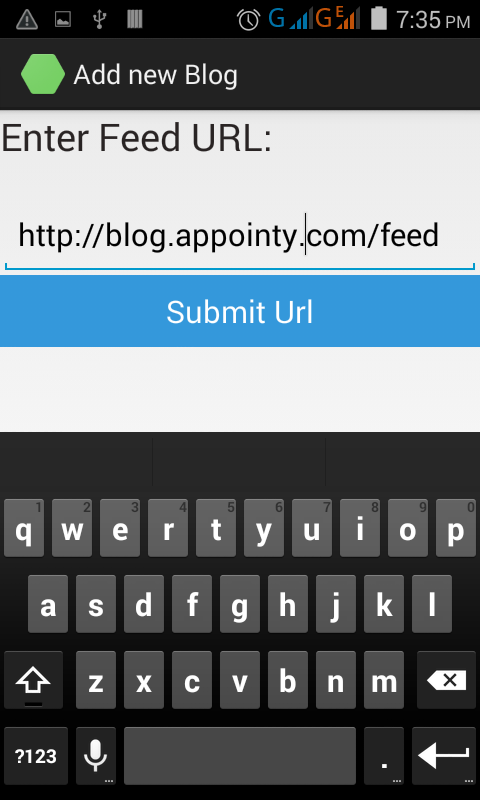 G G E 7:35 PM
Add new Blog
Enter Feed URL:
http://blog.appointy.com/feed
Submit Url
1 2 3 4 5 6 7 8 9 0
q w e r t y u i o p
a s d f g h j k l
z x c v b n m
?123 . ...